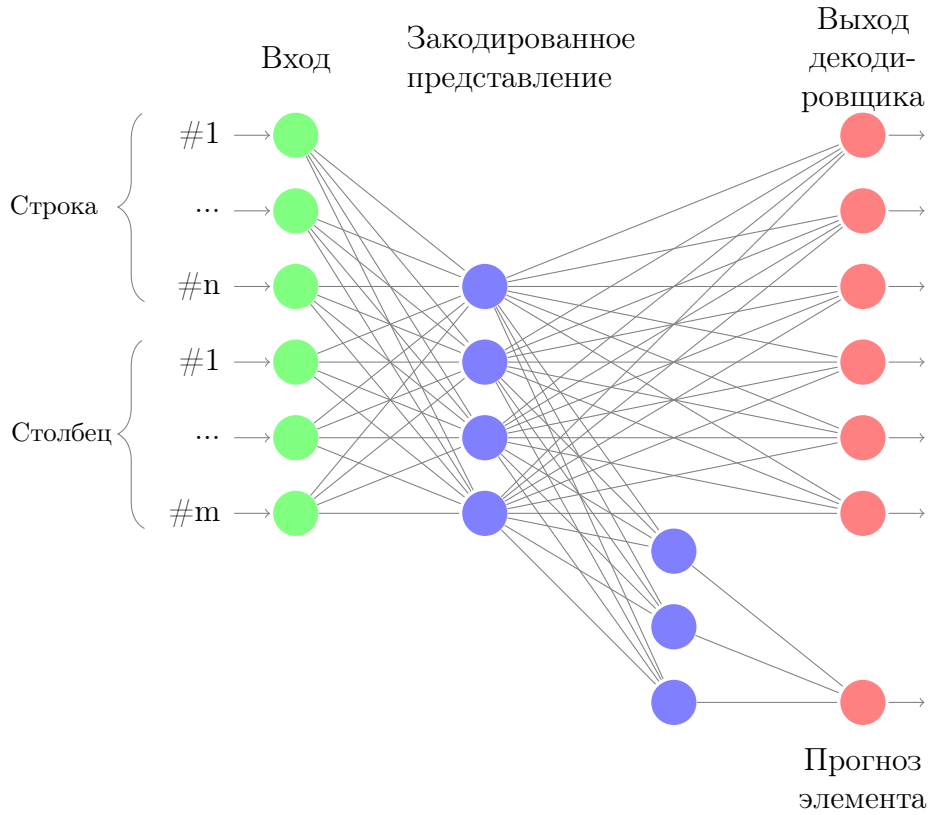 Вход
Закодированное
представление
Выход
декоди-
ровщика
Строка
#1
...
#n
Столбец
#1
...
#m
Прогноз
элемента